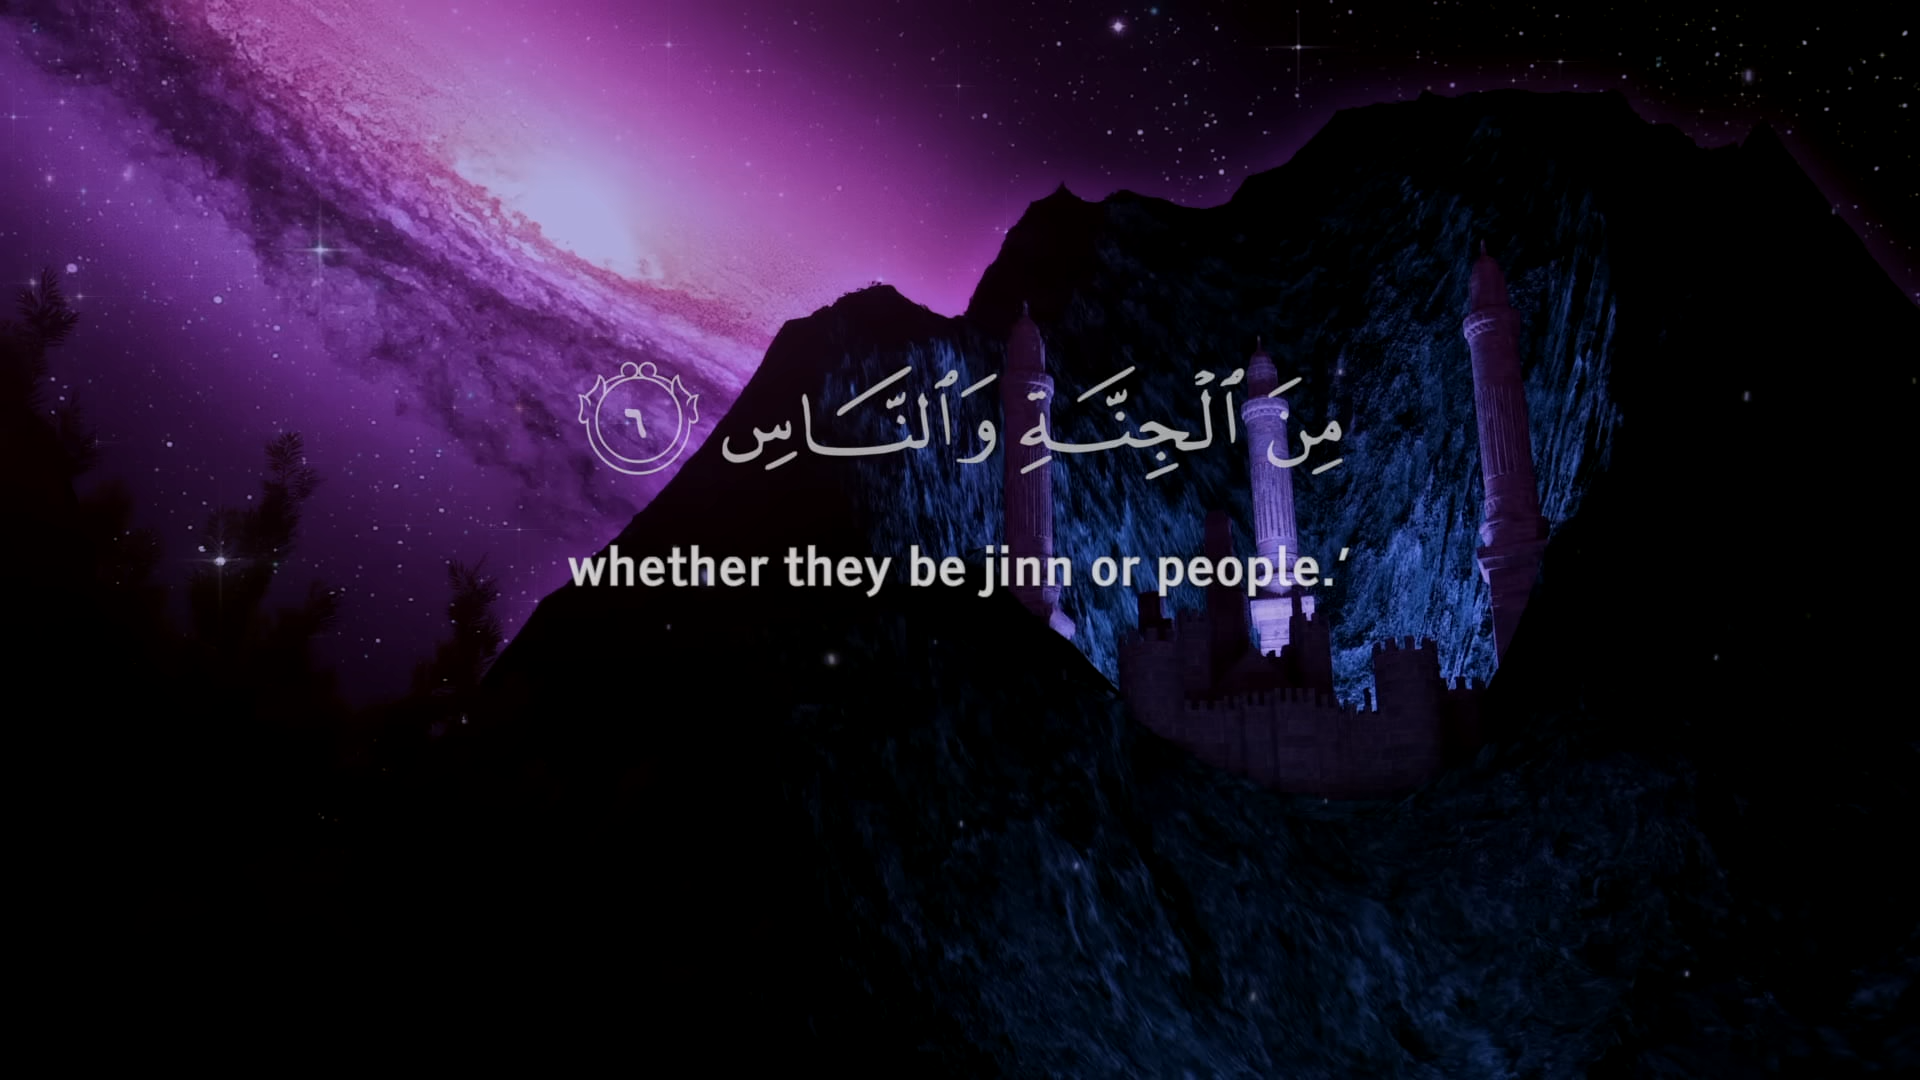 مِنَ ٱلْجِنَّةِ وَٱلنَّاسِ ٦
whether they be jinn or people.’